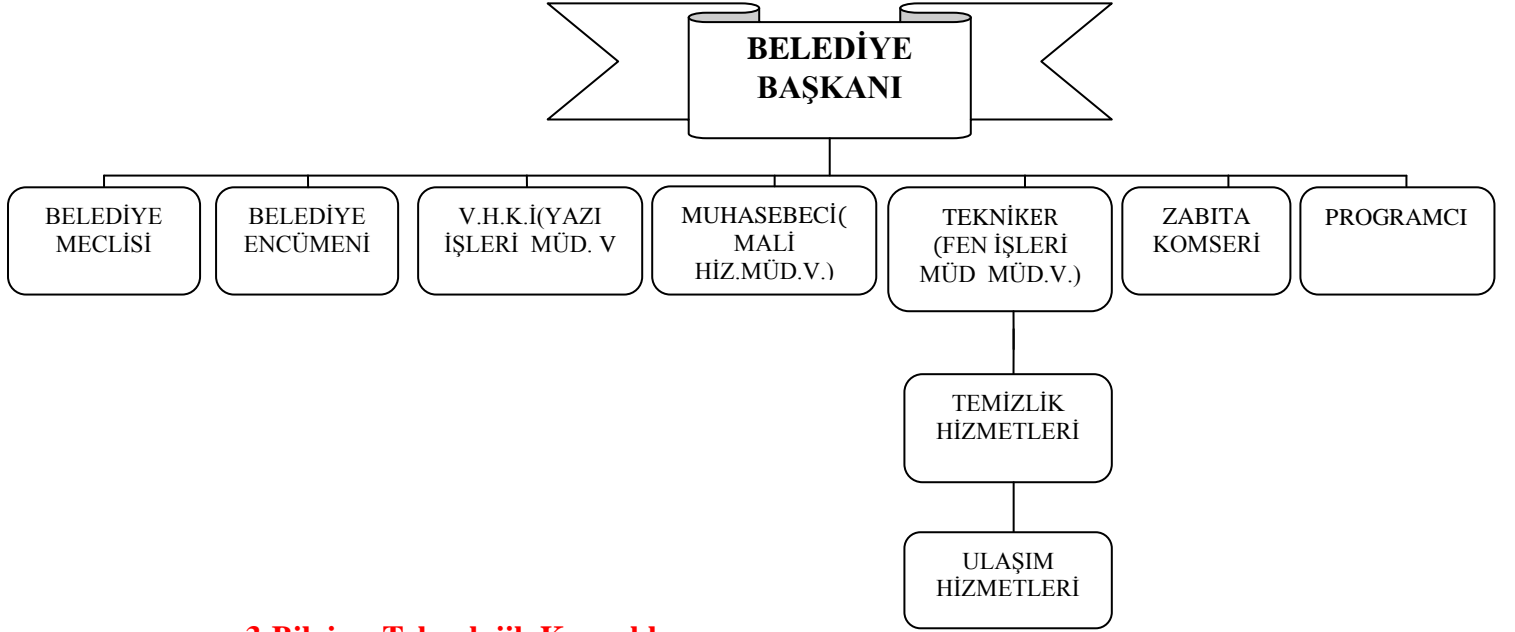 BELEDİYE
BAŞKANI
BELEDİYE
MECLİSİ
BELEDİYE
ENCÜMENİ
V.H.K.İ(YAZI
İŞLERİ MÜD. V
MUHASEBECİ(
MALİ
HİZ.MÜD.V.)
TEKNİKER
(FEN İŞLERİ
MÜD MÜD.V.)
ZABITA
KOMSERİ
PROGRAMCI
TEMİZLİK
HİZMETLERİ
ULAŞIM
HİZMETLERİ